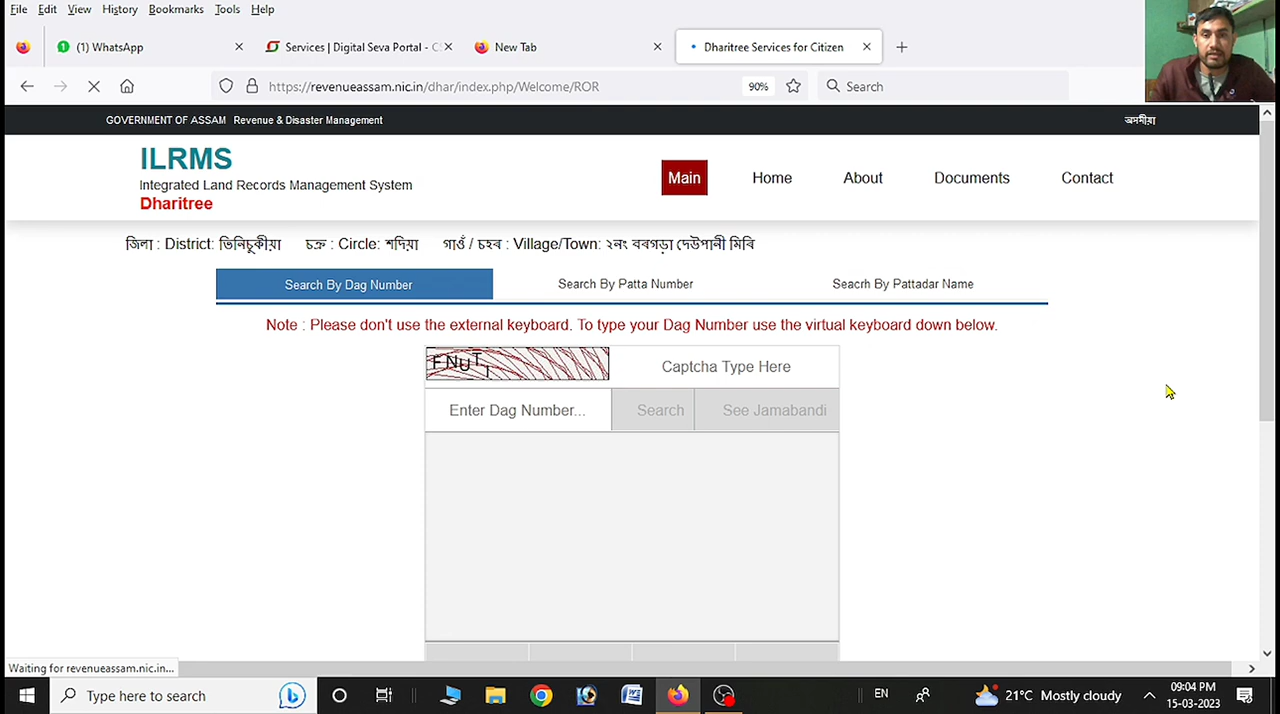 File Edit View History Bookmarks Tools Help
(1) WhatsApp Services | Digital Seva Portal - C New Tab Dharitree Services for Citizen
https://revenueassam.nic.in/dhar/index.php/Welcome/ROR 90% Search
GOVERNMENT OF ASSAM Revenue & Disaster Management অসমীয়া
ILRMS
Integrated Land Records Management System
Dharitree
Main Home About Documents Contact
জিলা : District: তিনিচুকীয়া চক্ৰ : Circle: শদিয়া গাওঁ / চহৰ : Village/Town: ২নং বৰগড়া দেউপানী মিৰি
Search By Dag Number Search By Patta Number Seacrh By Pattadar Name
Note : Please don't use the external keyboard. To type your Dag Number use the virtual keyboard down below.
FNUTI Captcha Type Here
Enter Dag Number... Search See Jamabandi
Waiting for revenueassam.nic.in...
Type here to search EN 21°C Mostly cloudy 09:04 PM
15-03-2023